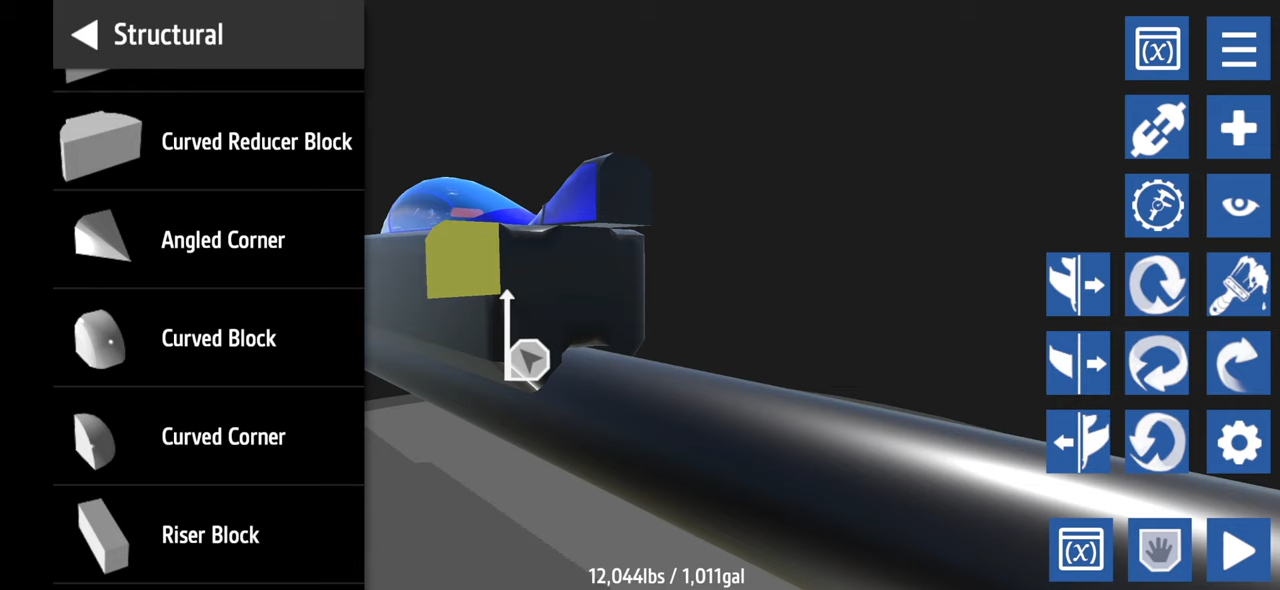 Structural
Curved Reducer Block
Angled Corner
Curved Block
Curved Corner
Riser Block
(x)
(x)
12,044lbs / 1,011gal